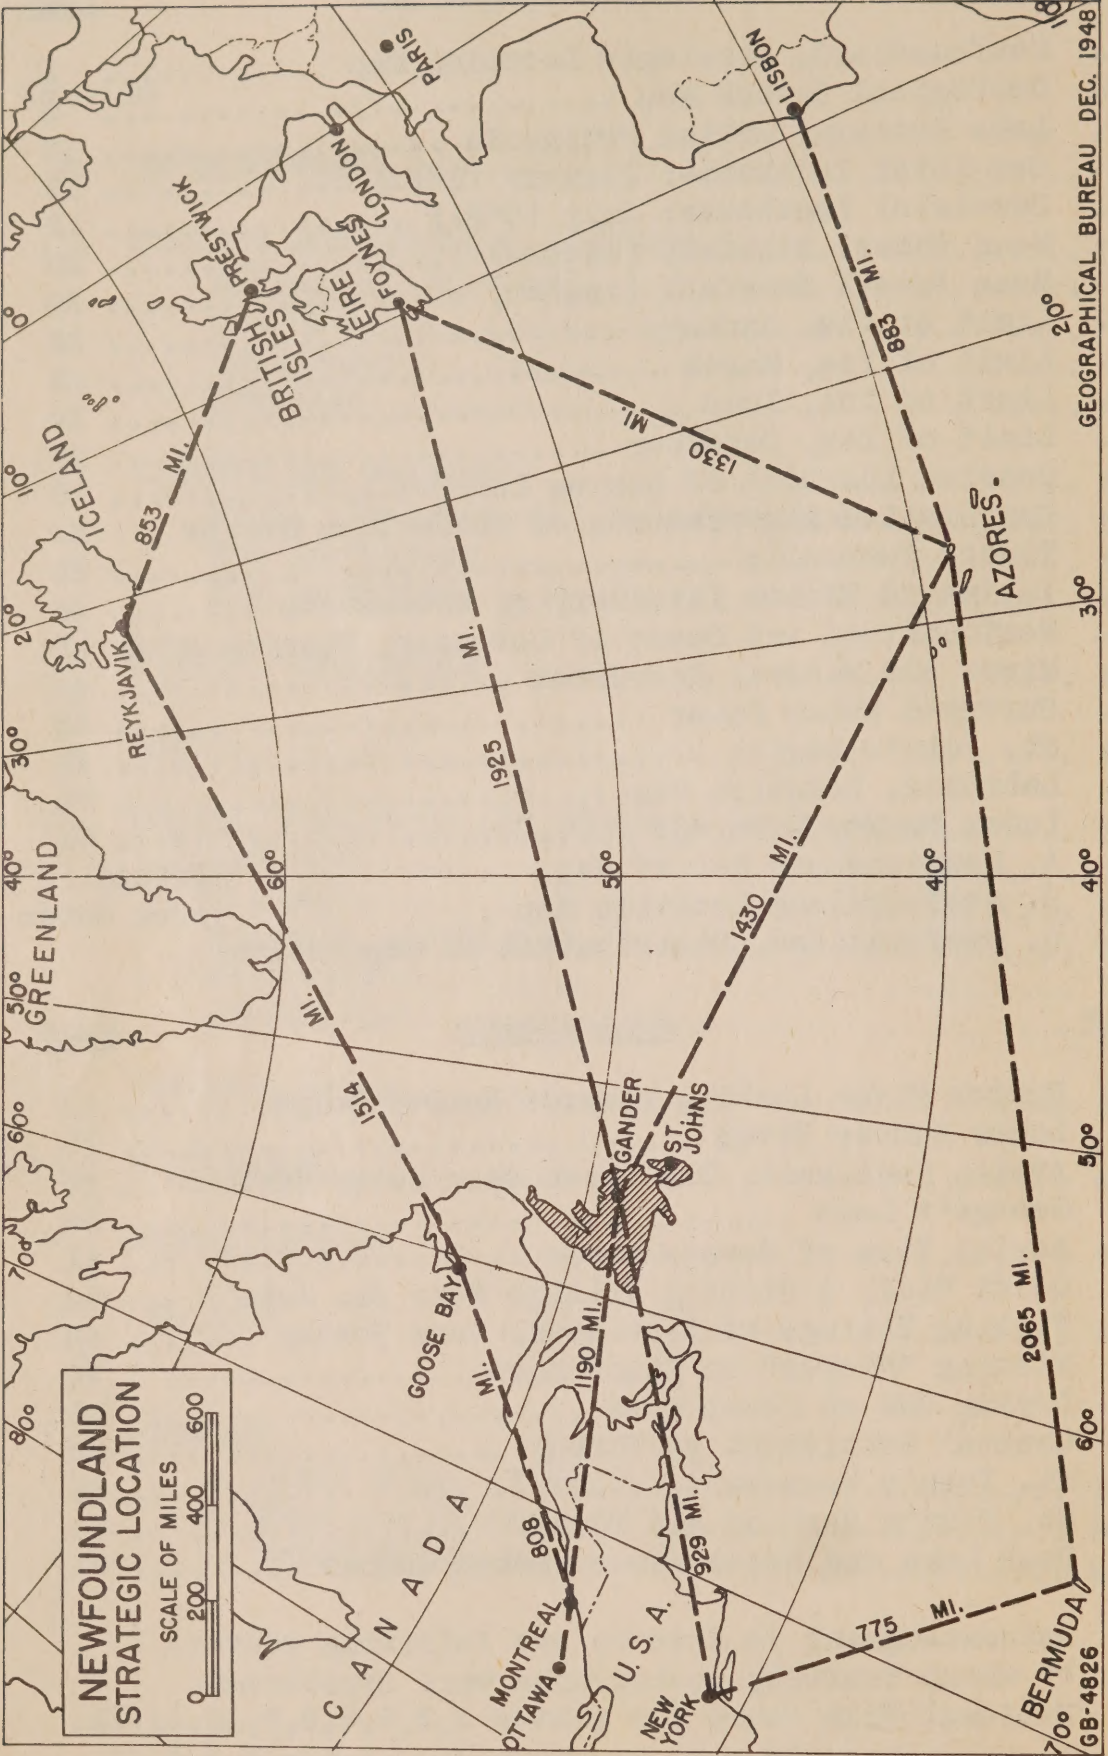 NEWFOUNDLAND
STRATEGIC LOCATION
SCALE OF MILES
0 200 400 600
80°
70°
60°
50°
40°
30°
20°
10°
0°
GREENLAND
ICELAND
REYKJAVIK
853 MI.
1514 MI.
PRESTWICK
BRITISH
ISLES
EIRE
FOYNES
LONDON
PARIS
LISBON
60°
50°
40°
1925 MI.
1330 MI.
883 MI.
1430 MI.
AZORES.
CANADA
GOOSE BAY
808 MI.
GANDER
ST.
JOHNS
1190 MI.
929 MI.
MONTREAL
OTTAWA
U. S. A.
NEW
YORK
775 MI.
2065 MI.
BERMUDA
70°
60°
50°
40°
30°
20°
GB-4826
GEOGRAPHICAL BUREAU DEC. 1948